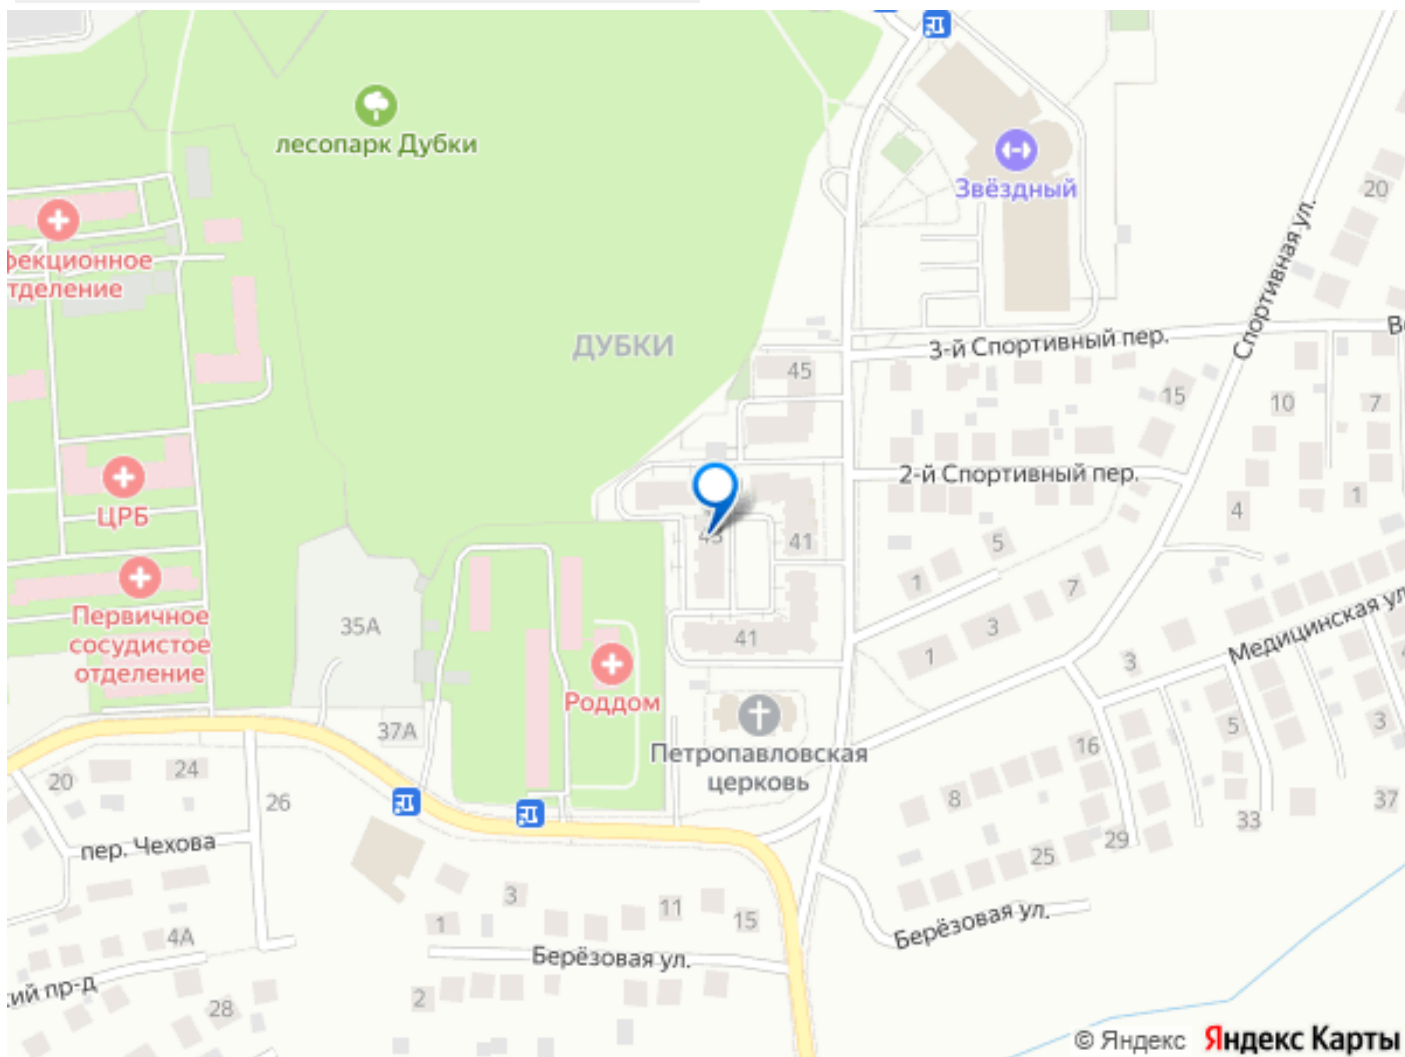 лесопарк Дубки
Звёздный
20
фекционное
тделение
Спортивная ул.
ДУБКИ
3-й Спортивный пер.
45
15
10
7
2-й Спортивный пер.
ЦРБ
4
1
41
5
1
7
Первичное
сосудистое
отделение
35А
3
41
1
Медицинская ул
3
Роддом
37А
Петропавловская
церковь
16
5
3
20
24
26
8
37
33
пер. Чехова
29
25
3
11
15
1
Берёзовая ул.
4А
Берёзовая ул.
кий пр-д
2
28
© Яндекс Яндекс Карты